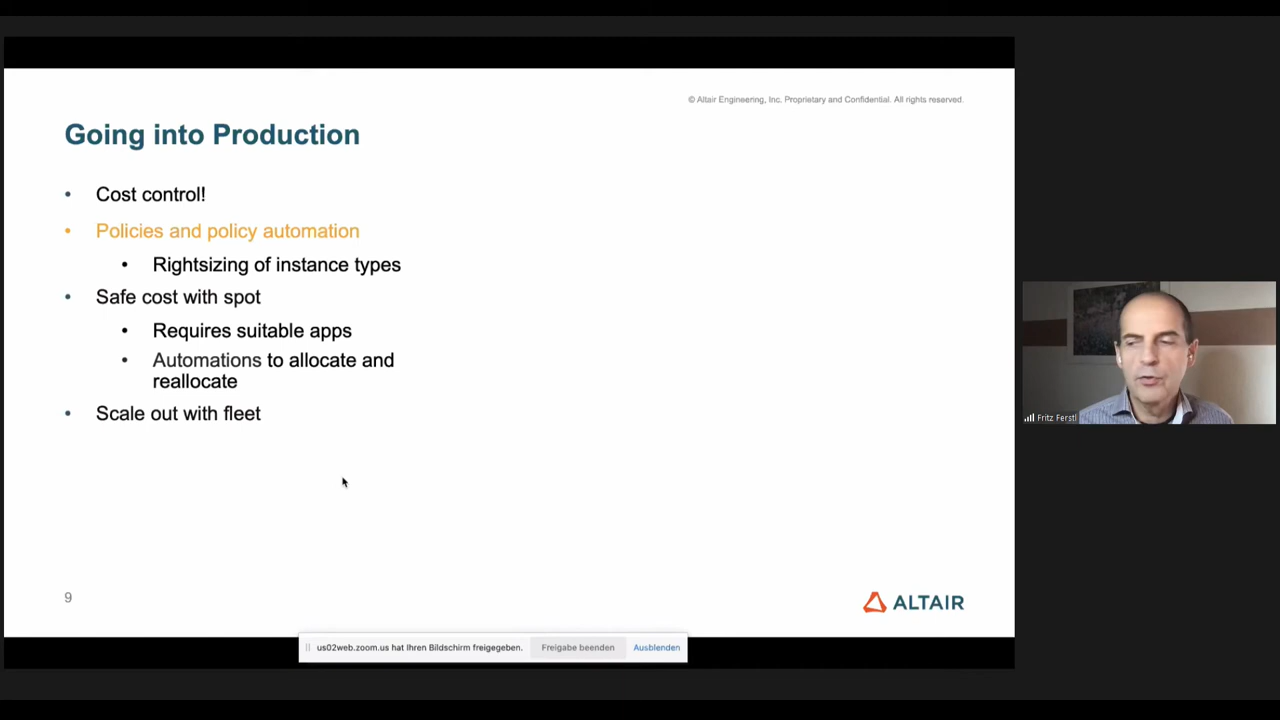 © Altair Engineering, Inc. Proprietary and Confidential. All rights reserved.
Going into Production
• Cost control!
• Policies and policy automation
• Rightsizing of instance types
• Safe cost with spot
• Requires suitable apps
• Automations to allocate and
reallocate
• Scale out with fleet
Fritz Ferstl
9
ALTAIR
us02web.zoom.us hat Ihren Bildschirm freigegeben. Freigabe beenden Ausblenden